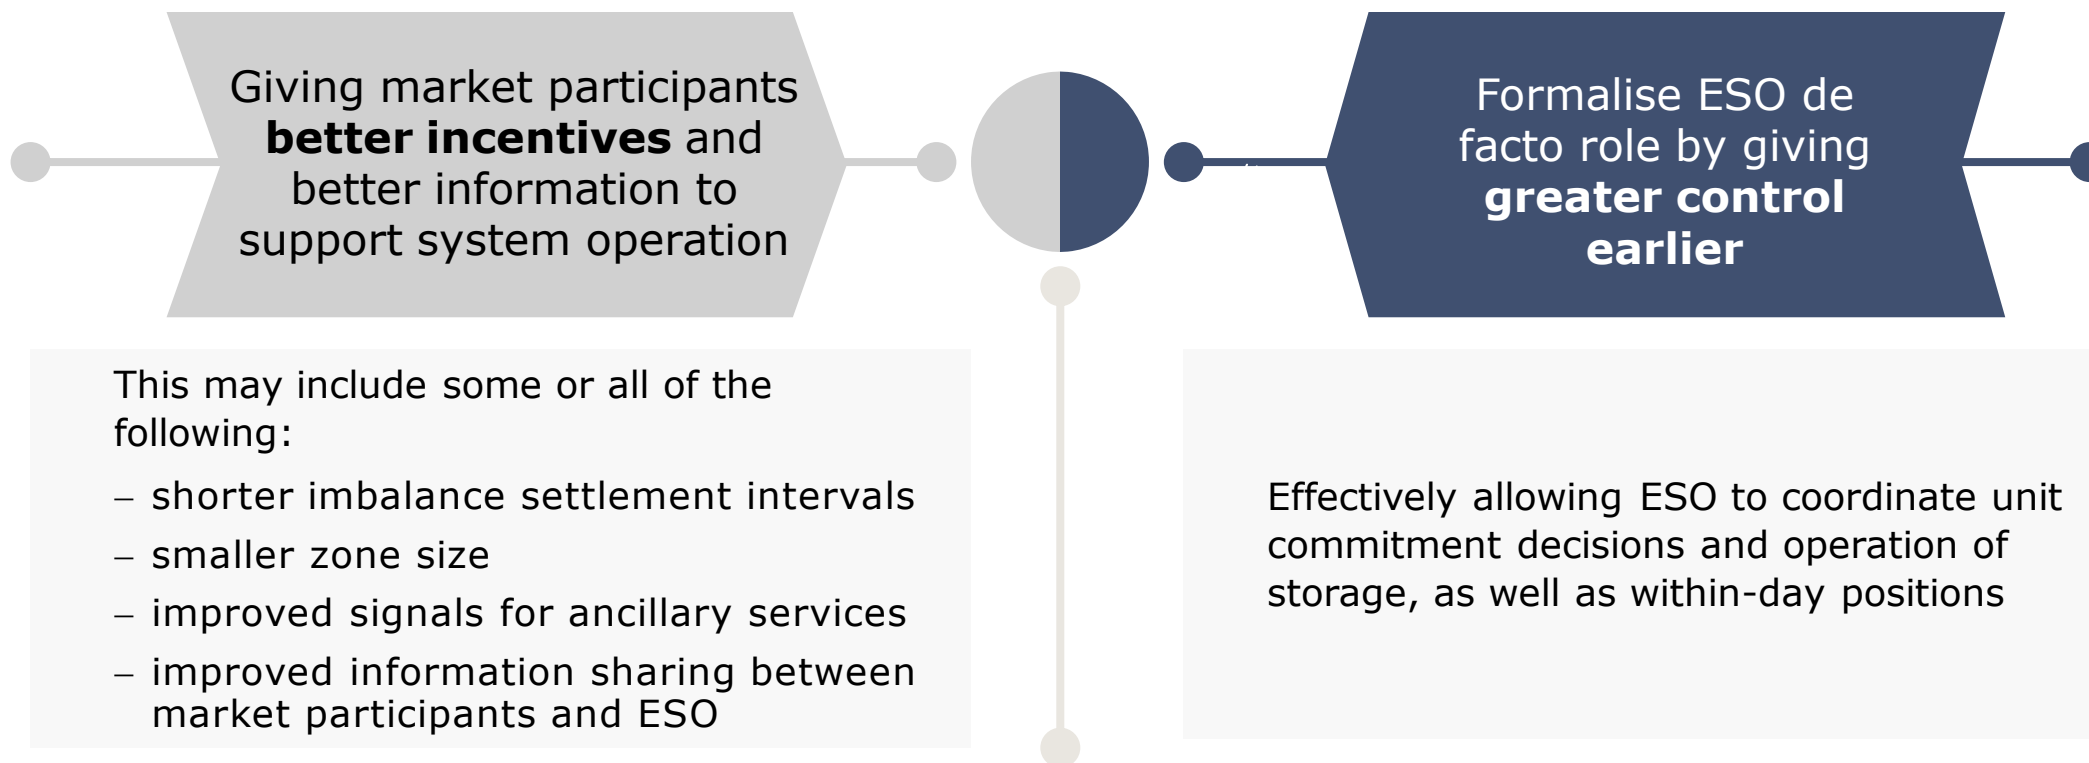 Giving market participants
better incentives and
better information to
support system operation
Formalise ESO de
facto role by giving
greater control
earlier
This may include some or all of the
following:
– shorter imbalance settlement intervals
– smaller zone size
– improved signals for ancillary services
– improved information sharing between
market participants and ESO
Effectively allowing ESO to coordinate unit
commitment decisions and operation of
storage, as well as within-day positions